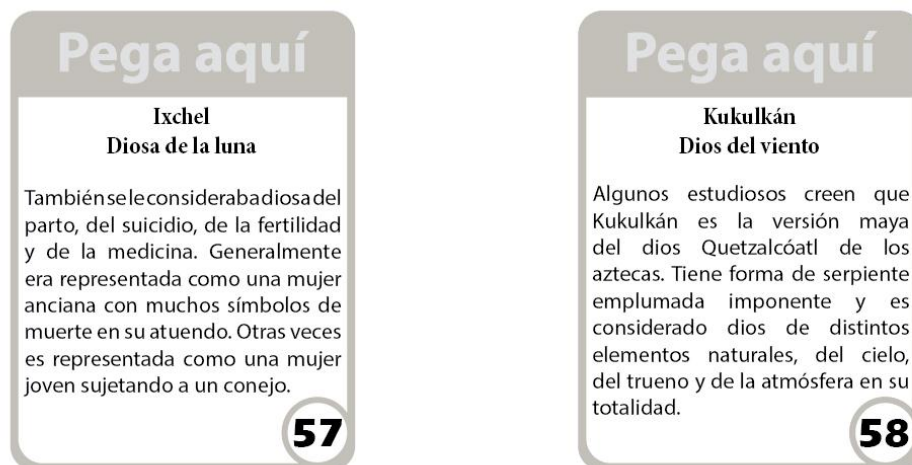 Pega aquí
Ixchel
Diosa de la luna
Tambiénseleconsiderabadiosadel
parto, del suicidio, de la fertilidad
y de la medicina. Generalmente
era representada como una mujer
anciana con muchos símbolos de
muerte en su atuendo. Otras veces
es representada como una mujer
joven sujetando a un conejo.
57
Pega aquí
Kukulkán
Dios del viento
Algunos estudiosos creen que
Kukulkán es la versión maya
del dios Quetzalcóatl de los
aztecas. Tiene forma de serpiente
emplumada imponente y es
considerado dios de distintos
elementos naturales, del cielo,
del trueno y de la atmósfera en su
totalidad.
58